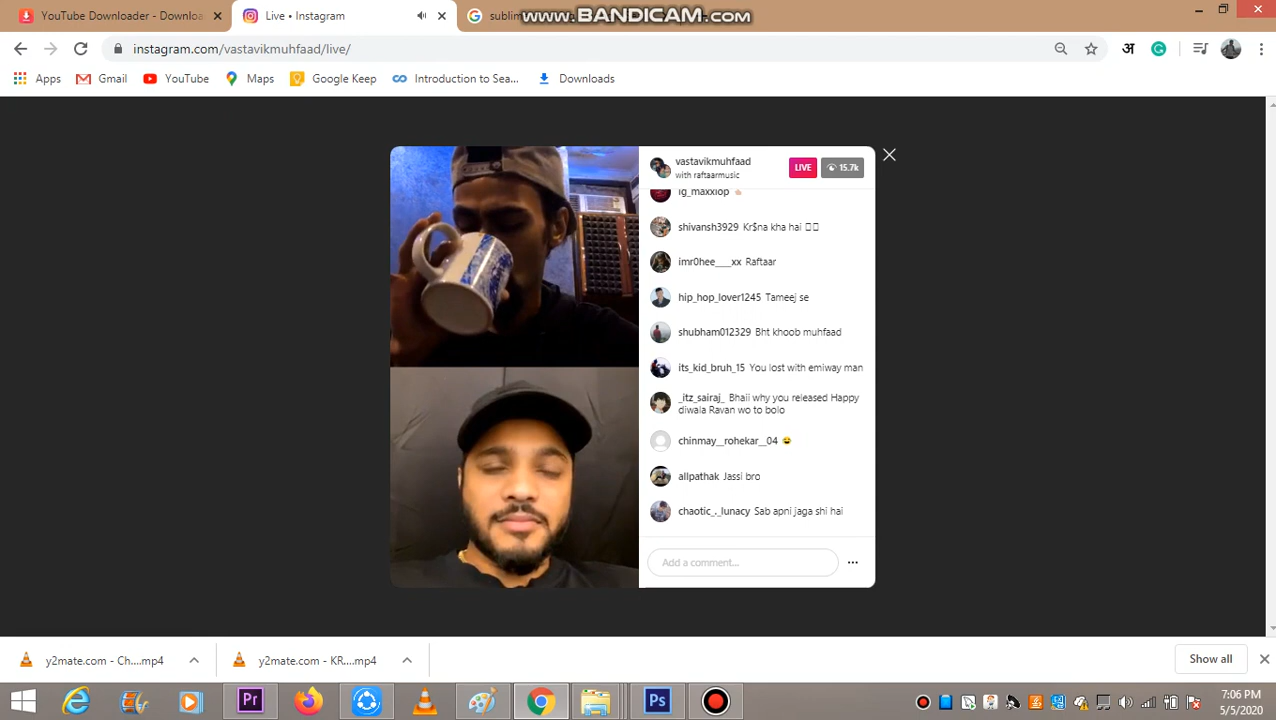 YouTube Downloader - Downloa
Live • Instagram
sublim
WWW.BANDICAM.COM
instagram.com/vastavikmuhfaad/live/
अ
Apps
Gmail
YouTube
Maps
Google Keep
Introduction to Sea...
Downloads
vastavikmuhfaad
with raftaarmusic
LIVE
15.7k
ig_maxxiop
shivansh3929 Kr$na kha hai
imr0hee___xx Raftaar
hip_hop_lover1245 Tameej se
shubham012329 Bht khoob muhfaad
its_kid_bruh_15 You lost with emiway man
_itz_sairaj_ Bhaii why you released Happy
diwala Ravan wo to bolo
chinmay__rohekar__04 😂
allpathak Jassi bro
chaotic_._lunacy Sab apni jaga shi hai
Add a comment...
y2mate.com - Ch....mp4
y2mate.com - KR....mp4
Show all
Pr
Ps
7:06 PM
5/5/2020